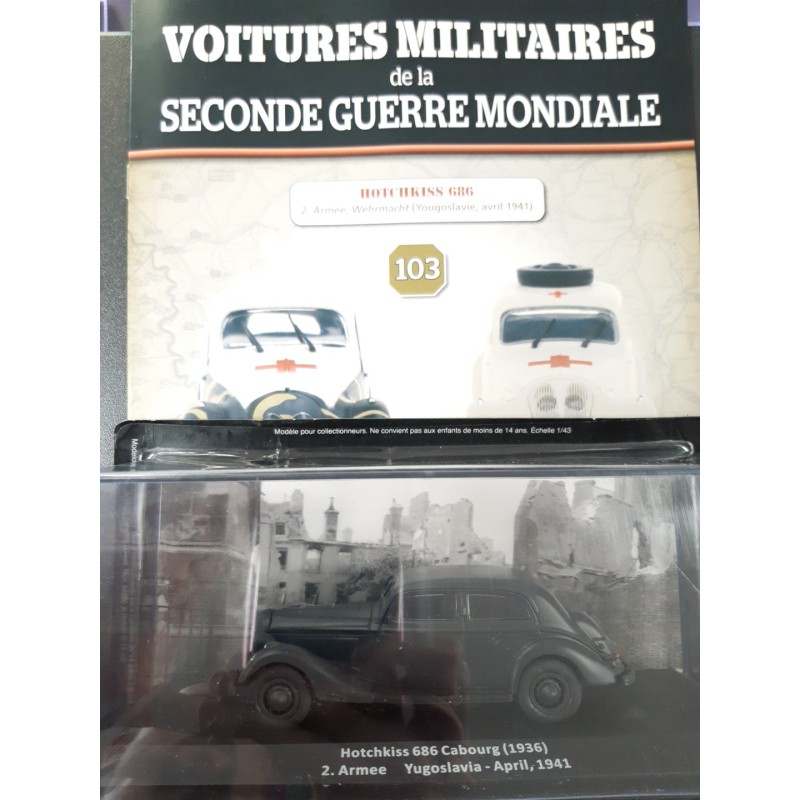 VOITURES MILITAIRES
de la
SECONDE GUERRE MONDIALE
HOTCHKISS 686
2. Armee, Wehrmacht (Yougoslavie, avril 1941)
103
Modèle pour collectionneurs. Ne convient pas aux enfants de moins de 14 ans. Échelle 1/43
Hotchkiss 686 Cabourg (1936)
2. Armee Yugoslavia - April, 1941